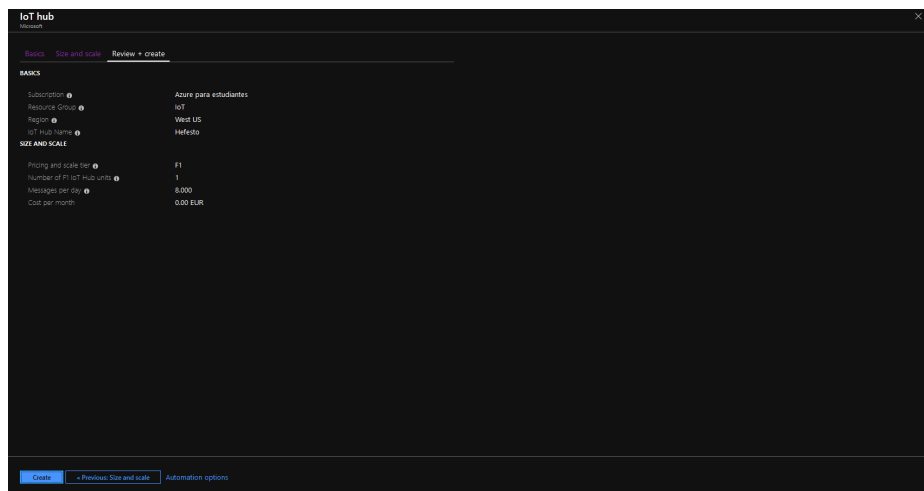 IoT hub
Microsoft
Basics Size and scale Review + create
BASICS
Subscription Azure para estudiantes
Resource Group IoT
Region West US
IoT Hub Name Hefesto
SIZE AND SCALE
Pricing and scale tier F1
Number of F1 IoT Hub units 1
Messages per day 8.000
Cost per month 0.00 EUR
Create « Previous: Size and scale Automation options